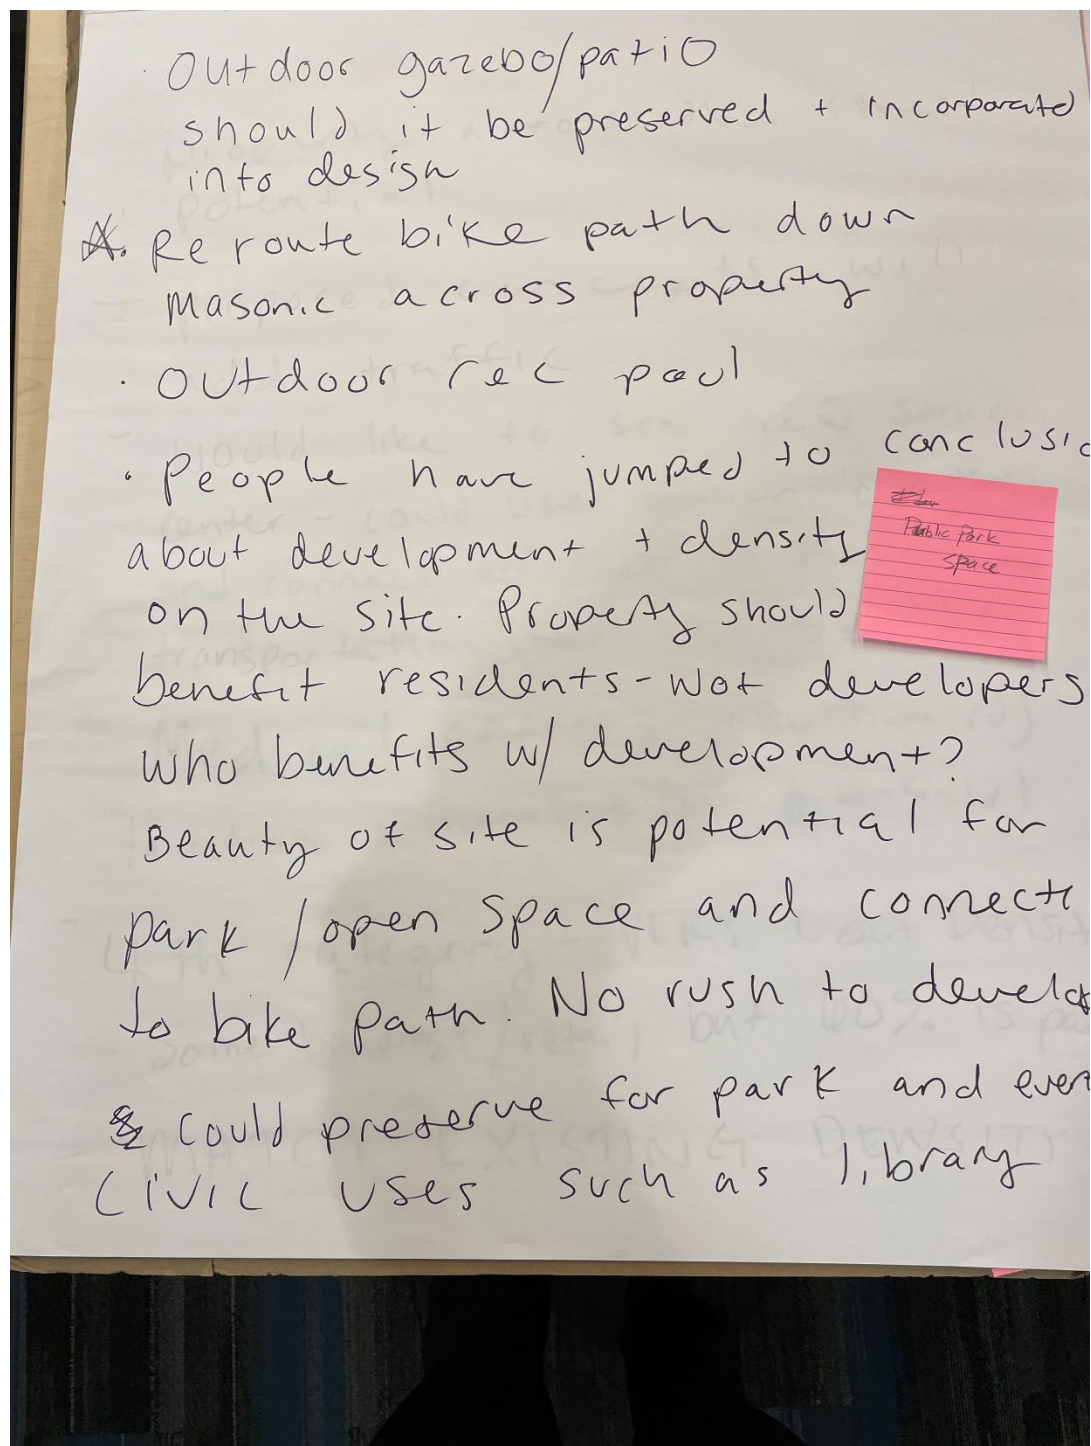 · Outdoor gazebo/patio
should it be preserved + incorporated
into design
Reroute bike path down
Masonic across property
· Outdoor rec pool
· People have jumped to conclusio
about development + density
on the site. Property should
benefit residents - not developers
Who benefits w/ development?
Beauty of site is potential for
park / open space and connecti
to bike path. No rush to develop
Could preserve for park and even
Civic uses such as library
Public Park
Space